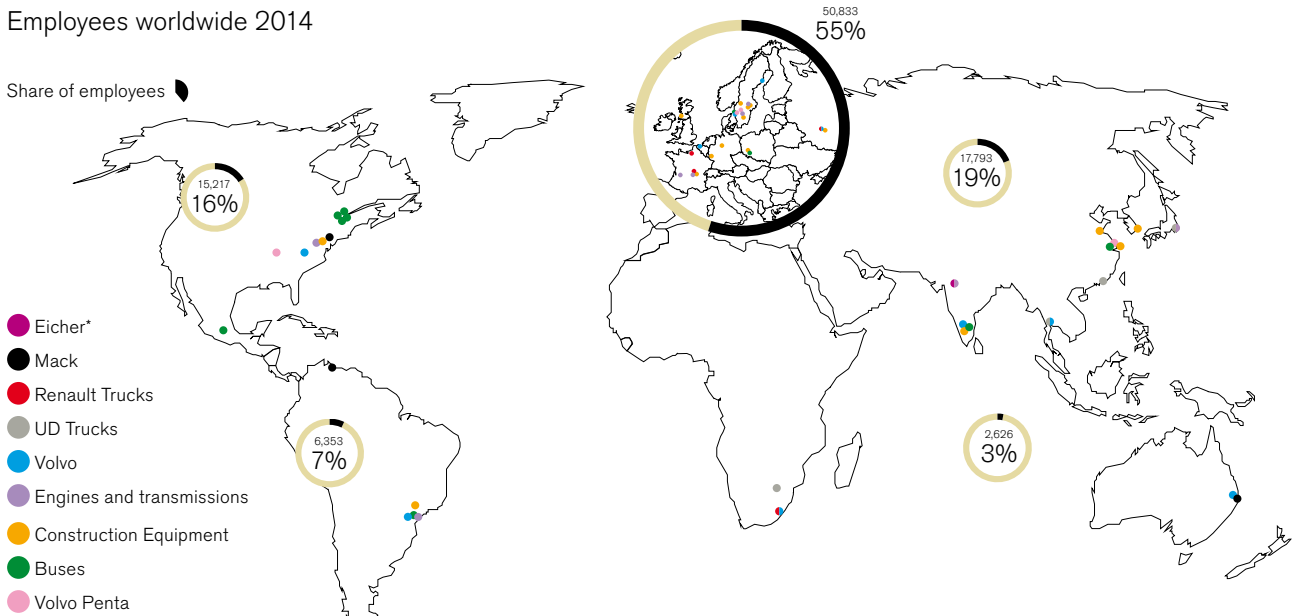 Employees worldwide 2014
Share of employees
50,833
55%
15,217
16%
17,793
19%
6,353
7%
2,626
3%
Eicher*
Mack
Renault Trucks
UD Trucks
Volvo
Engines and transmissions
Construction Equipment
Buses
Volvo Penta